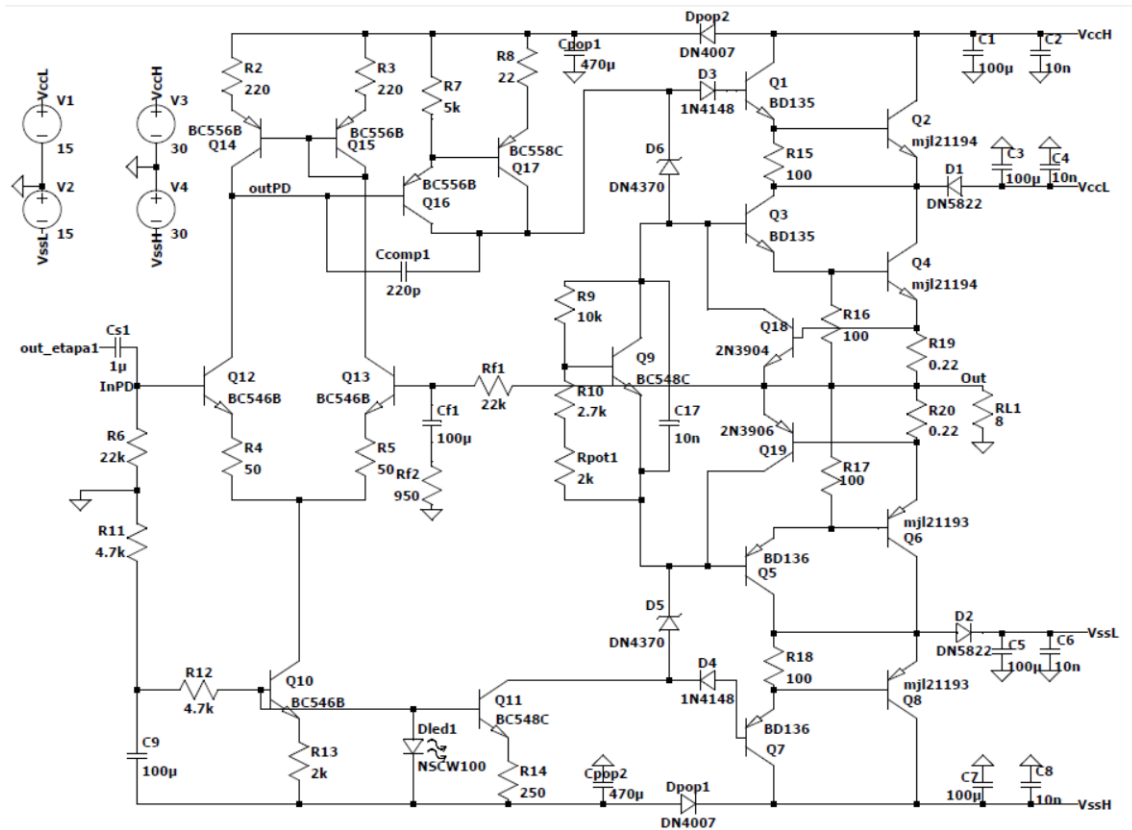 Dpop2
DN4007
VccH
C1
100µ
C2
10n
Cpop1
470µ
R8
22
R2
220
R3
220
R7
5k
D3
1N4148
Q1
BD135
VccL
V1
15
VccH
V3
30
BC556B
Q14
BC556B
Q15
BC558C
Q17
BC556B
Q16
outPD
D6
DN4370
R15
100
Q2
mjl21194
C3
100µ
C4
10n
D1
DN5822
VccL
V2
15
VssL
V4
30
VssH
Ccomp1
220p
Q3
BD135
Q4
mjl21194
Cs1
1µ
out_etapa1
InPD
R9
10k
Q18
2N3904
R16
100
R19
0.22
Out
Q12
BC546B
Q13
BC546B
Rf1
22k
Q9
BC548C
R10
2.7k
Cf1
100µ
C17
10n
RL1
8
R20
0.22
2N3906
Q19
R6
22k
R4
50
R5
50
Rf2
950
Rpot1
2k
R17
100
R11
4.7k
mjl21193
Q6
BD136
Q5
D5
DN4370
D2
DN5822
VssL
C5
100µ
C6
10n
R12
4.7k
Q10
BC546B
Q11
BC548C
D4
1N4148
R18
100
mjl21193
Q8
BD136
Q7
C9
100µ
R13
2k
Dled1
NSCW100
R14
250
Cpop2
470µ
Dpop1
DN4007
C7
100µ
C8
10n
VssH